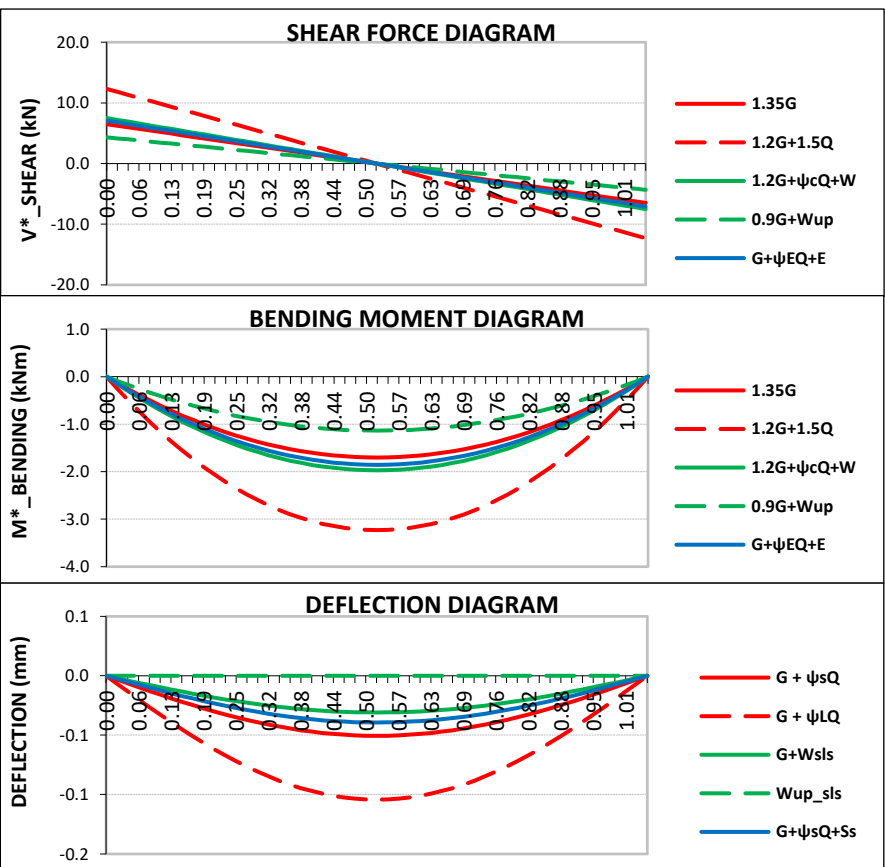 SHEAR FORCE DIAGRAM
V*_SHEAR (kN)
20.0
10.0
0.0
-10.0
-20.0
0.00 0.06 0.13 0.19 0.25 0.32 0.38 0.44 0.50 0.57 0.63 0.69 0.76 0.82 0.88 0.95 1.01
1.35G
1.2G+1.5Q
1.2G+ψcQ+W
0.9G+Wup
G+ψEQ+E
BENDING MOMENT DIAGRAM
M*_BENDING (kNm)
1.0
0.0
-1.0
-2.0
-3.0
-4.0
0.00 0.06 0.13 0.19 0.25 0.32 0.38 0.44 0.50 0.57 0.63 0.69 0.76 0.82 0.88 0.95 1.01
1.35G
1.2G+1.5Q
1.2G+ψcQ+W
0.9G+Wup
G+ψEQ+E
DEFLECTION DIAGRAM
DEFLECTION (mm)
0.1
0.0
-0.1
-0.1
-0.2
0.00 0.06 0.13 0.19 0.25 0.32 0.38 0.44 0.50 0.57 0.63 0.69 0.76 0.82 0.88 0.95 1.01
G + ψsQ
G + ψLQ
G+Wsls
Wup_sls
G+ψsQ+Ss